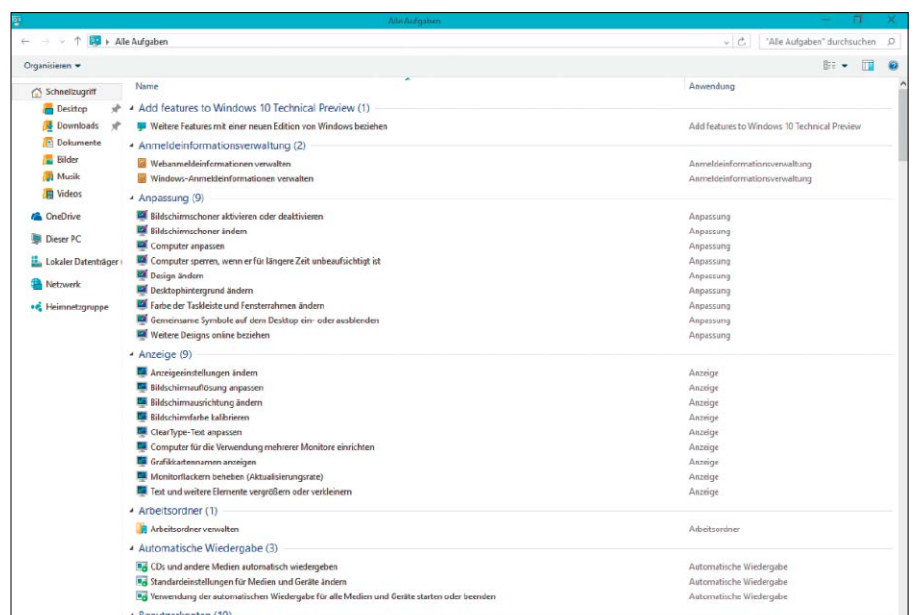 Alle Aufgaben
Alle Aufgaben
"Alle Aufgaben" durchsuchen
Organisieren
Schnellzugriff
Desktop
Downloads
Dokumente
Bilder
Musik
Videos
OneDrive
Dieser PC
Lokaler Datenträger
Netzwerk
Heimnetzgruppe
Name Anwendung
Add features to Windows 10 Technical Preview (1)
Weitere Features mit einer neuen Edition von Windows beziehen Add features to Windows 10 Technical Preview
Anmeldeinformationsverwaltung (2)
Webanmeldeinformationen verwalten Anmeldeinformationsverwaltung
Windows-Anmeldeinformationen verwalten Anmeldeinformationsverwaltung
Anpassung (9)
Bildschirmschoner aktivieren oder deaktivieren Anpassung
Bildschirmschoner ändern Anpassung
Computer anpassen Anpassung
Computer sperren, wenn er für längere Zeit unbeaufsichtigt ist Anpassung
Design ändern Anpassung
Desktophintergrund ändern Anpassung
Farbe der Taskleiste und Fensterrahmen ändern Anpassung
Gemeinsame Symbole auf dem Desktop ein- oder ausblenden Anpassung
Weitere Designs online beziehen Anpassung
Anzeige (9)
Anzeigeeinstellungen ändern Anzeige
Bildschirmauflösung anpassen Anzeige
Bildschirmausrichtung ändern Anzeige
Bildschirmfarbe kalibrieren Anzeige
ClearType-Text anpassen Anzeige
Computer für die Verwendung mehrerer Monitore einrichten Anzeige
Grafikkartennamen anzeigen Anzeige
Monitorflackern beheben (Aktualisierungsrate) Anzeige
Text und weitere Elemente vergrößern oder verkleinern Anzeige
Arbeitsordner (1)
Arbeitsordner verwalten Arbeitsordner
Automatische Wiedergabe (3)
CDs und andere Medien automatisch wiedergeben Automatische Wiedergabe
Standardeinstellungen für Medien und Geräte ändern Automatische Wiedergabe
Verwendung der automatischen Wiedergabe für alle Medien und Geräte starten oder beenden Automatische Wiedergabe